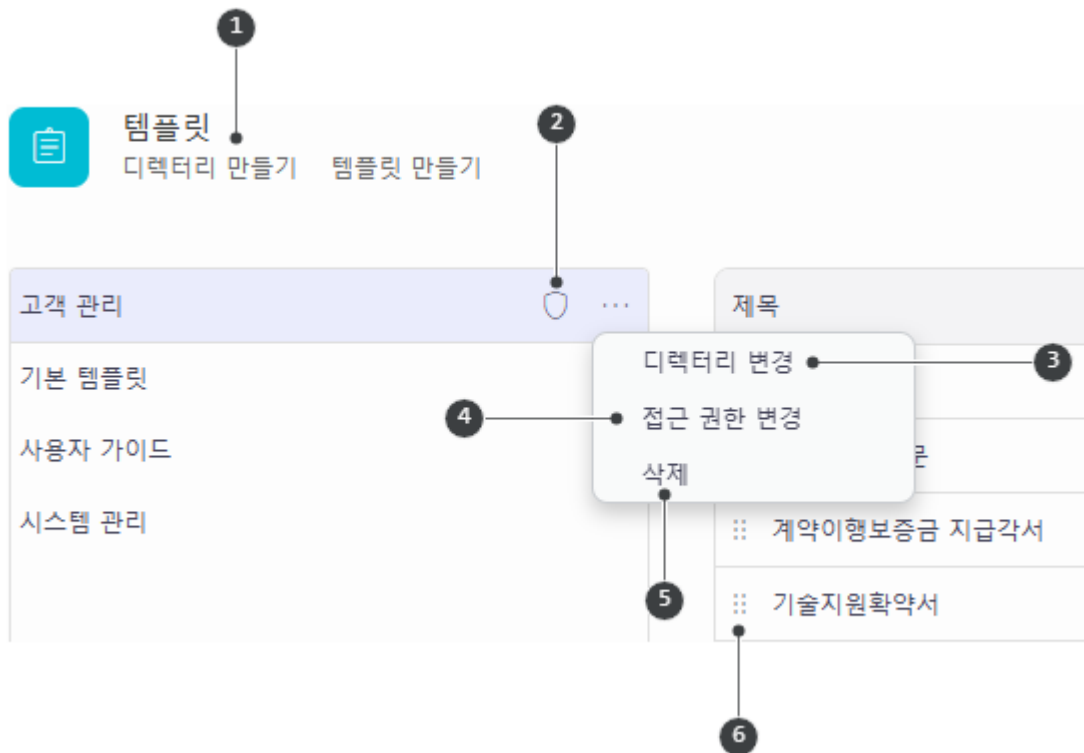 1
템플릿
2
디렉터리 만들기 템플릿 만들기
고객 관리
제목
디렉터리 변경
3
기본 템플릿
4
접근 권한 변경
사용자 가이드
문
삭제
시스템 관리
계약이행보증금 지급각서
5
기술지원확약서
6